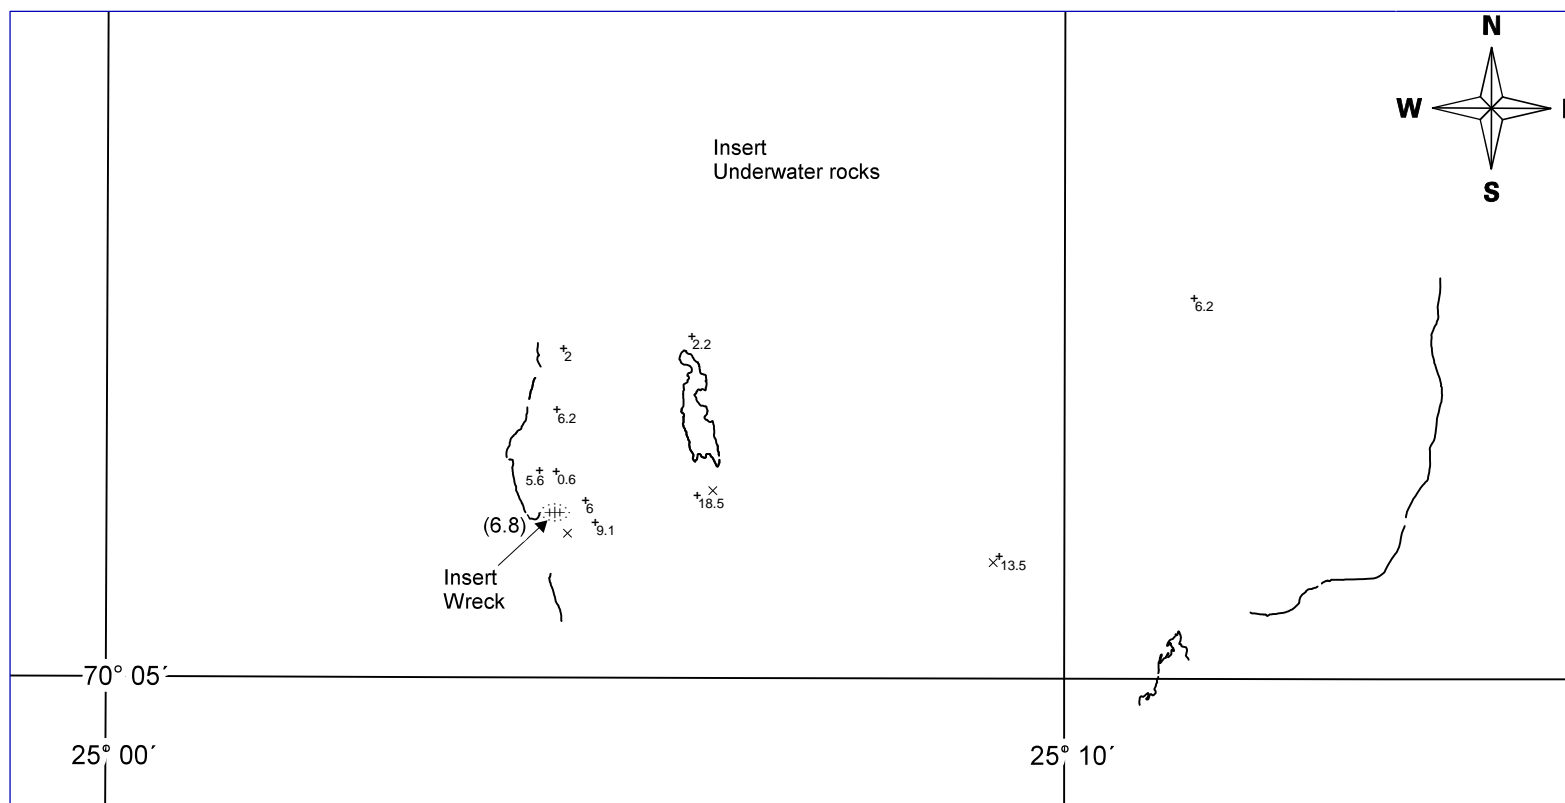 N
W
S
Insert
Underwater rocks
6.2
2
2.2
6.2
5.6
0.6
6
18.5
(6.8)
9.1
13.5
Insert
Wreck
70° 05´
25° 00´
25° 10´